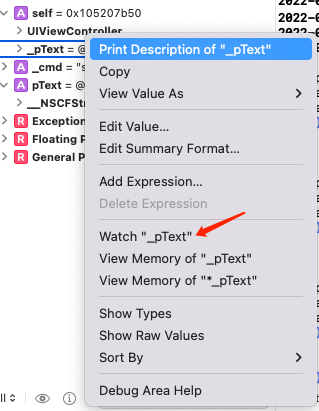 self = 0x105207b50
UIViewController
_pText = @
_cmd = "s
pText = @
__NSCFStr
Exception
Floating P
General P
Print Description of "_pText"
Copy
View Value As
Edit Value...
Edit Summary Format...
Add Expression...
Delete Expression
Watch "_pText"
View Memory of "_pText"
View Memory of "*_pText"
Show Types
Show Raw Values
Sort By
Debug Area Help
2022-0
2022-0